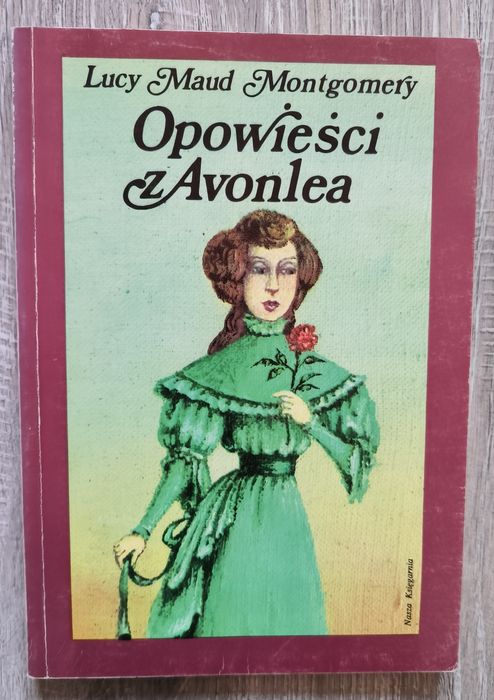 Lucy Maud Montgomery
Opowieści
z Avonlea
Nasza Księgarnia